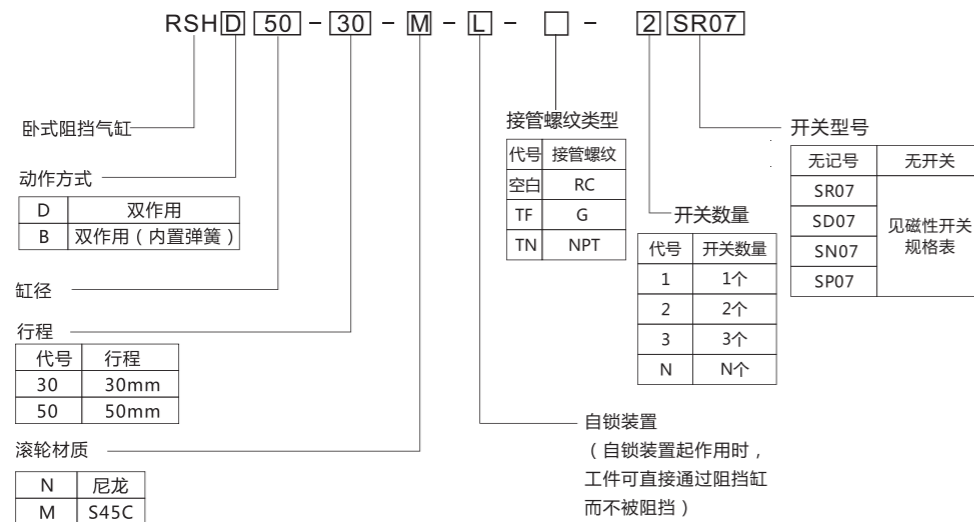 RSHD 50 - 30 - M - L - □ - 2 SR07
卧式阻挡气缸
动作方式
D 双作用
B 双作用（内置弹簧）
缸径
行程
代号 行程
30 30mm
50 50mm
滚轮材质
N 尼龙
M S45C
自锁装置
（自锁装置起作用时，
工件可直接通过阻挡缸
而不被阻挡）
接管螺纹类型
代号 接管螺纹
空白 RC
TF G
TN NPT
开关数量
代号 开关数量
1 1个
2 2个
3 3个
N N个
开关型号
无记号 无开关
SR07
SD07
SN07
SP07
见磁性开关
规格表